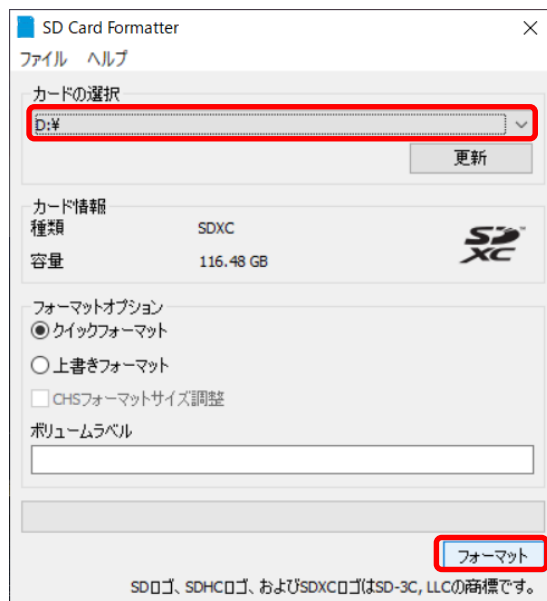 SD Card Formatter
ファイル ヘルプ
カードの選択
D:¥
更新
カード情報
種類 SDXC
容量 116.48 GB
SD XC
フォーマットオプション
クイックフォーマット
上書きフォーマット
CHSフォーマットサイズ調整
ボリュームラベル
フォーマット
SDロゴ、SDHCロゴ、およびSDXCロゴはSD-3C, LLCの商標です。